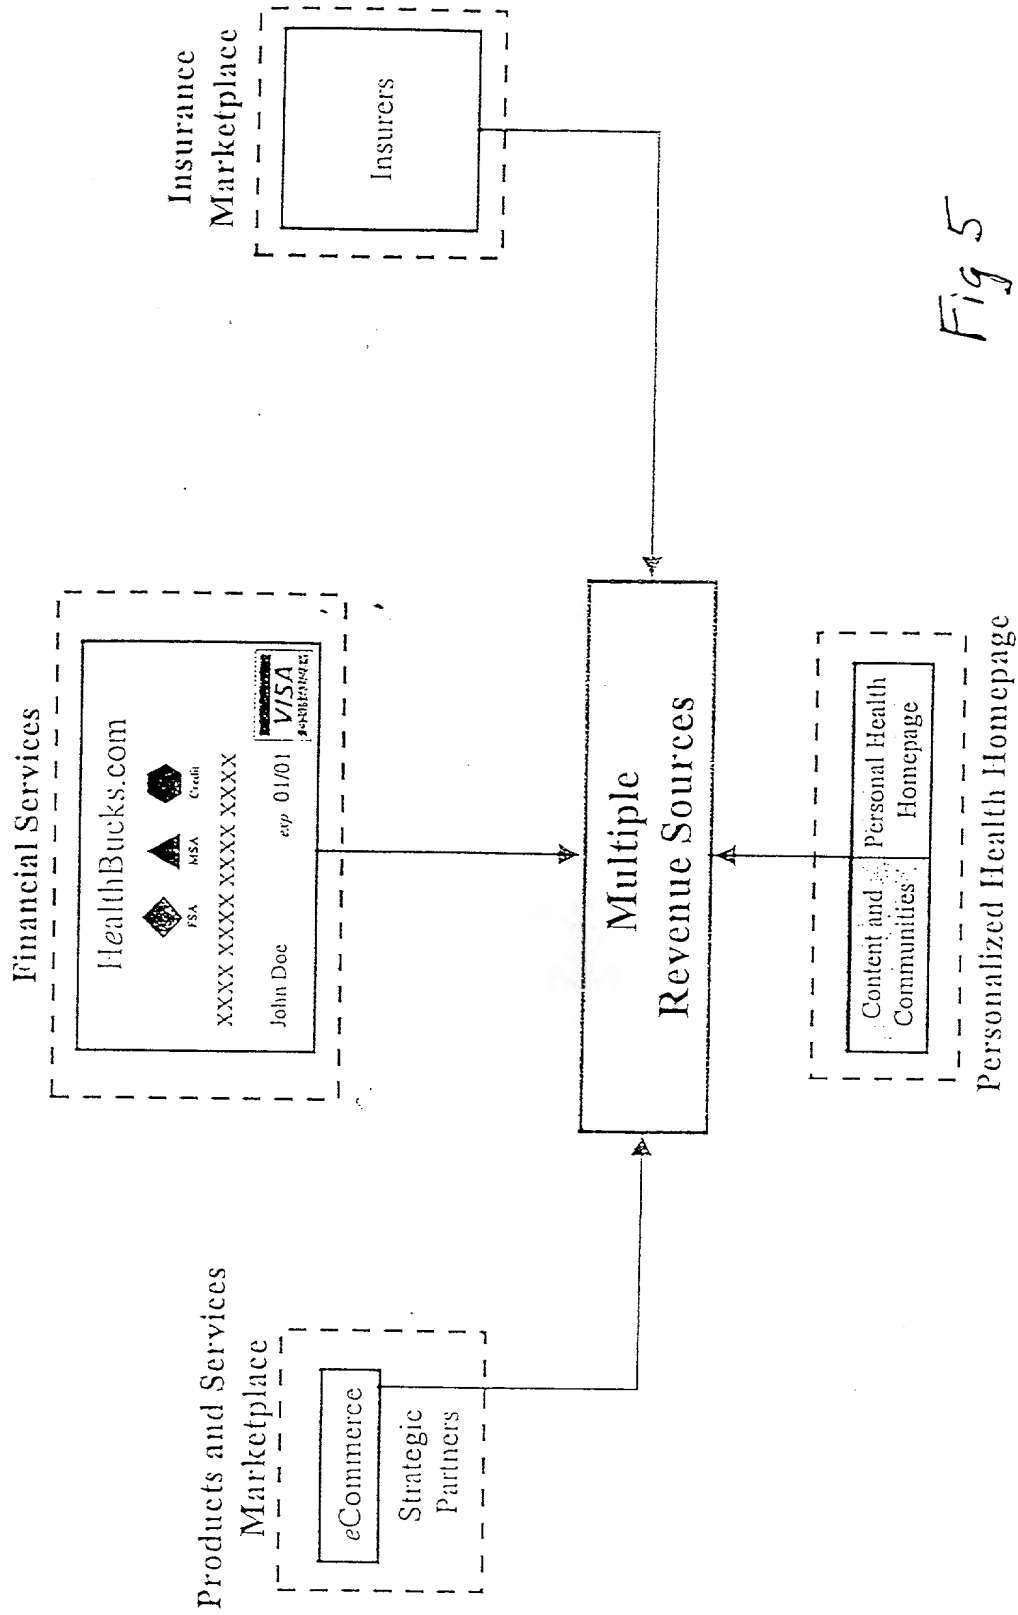 Financial Services
HealthBucks.com
FSA
MSA
Credit
XXXX XXXX XXXX XXXX
John Doe
exp 01/01
VISA
Products and Services
Marketplace
eCommerce
Strategic
Partners
Insurance
Marketplace
Insurers
Multiple
Revenue Sources
Content and
Communities
Personal Health
Homepage
Personalized Health Homepage
Fig 5